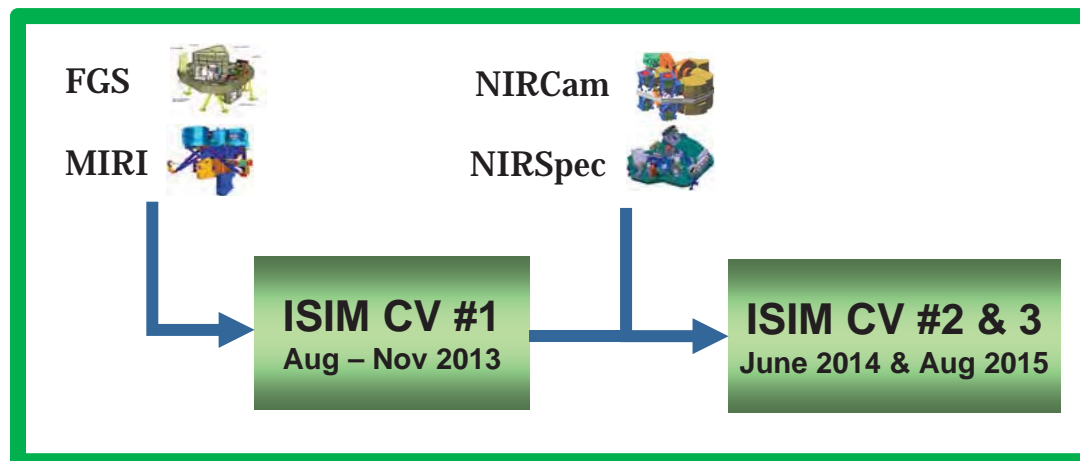 FGS
MIRI
NIRCam
NIRSpec
ISIM CV #1
Aug – Nov 2013
ISIM CV #2 & 3
June 2014 & Aug 2015